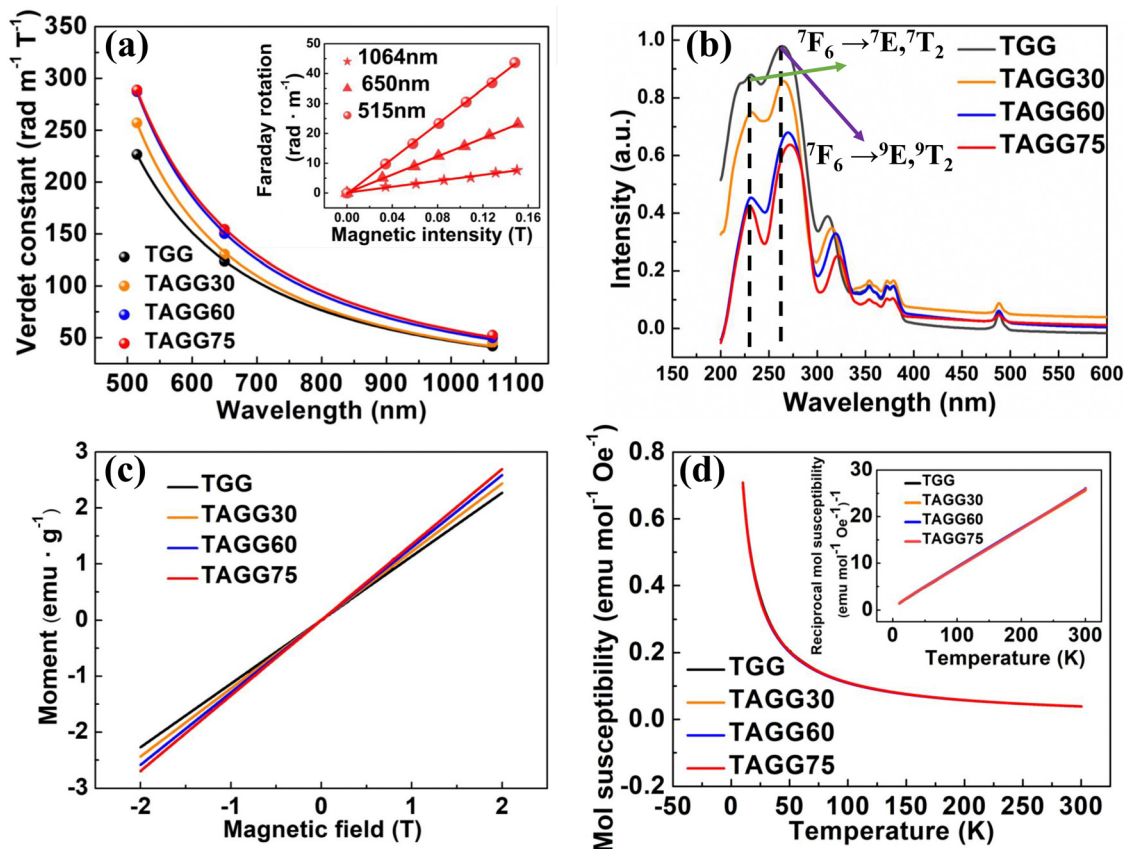 (a)
Verdet constant (rad m⁻¹ T⁻¹)
350
300
250
200
150
100
50
500 600 700 800 900 1000 1100
Wavelength (nm)
TGG
TAGG30
TAGG60
TAGG75
Faraday rotation
(rad · m⁻¹)
50
40
30
20
10
0
0.00 0.04 0.08 0.12 0.16
Magnetic intensity (T)
1064nm
650nm
515nm
(b)
Intensity (a.u.)
1.0
0.8
0.6
0.4
0.2
0.0
200 250 300 350 400 450 500 550 600
Wavelength (nm)
⁷F₆ →⁷E,⁷T₂
⁷F₆→⁹E,⁹T₂
TGG
TAGG30
TAGG60
TAGG75
(c)
Moment (emu · g⁻¹)
3
2
1
0
-1
-2
-3
-2 -1 0 1 2
Magnetic field (T)
TGG
TAGG30
TAGG60
TAGG75
(d)
Mol susceptibility (emu mol⁻¹ Oe⁻¹)
0.8
0.6
0.4
0.2
0.0
-0.2
-50 0 50 100 150 200 250 300
Temperature (K)
TGG
TAGG30
TAGG60
TAGG75
Reciprocal mol susceptibility
(emu mol⁻¹ Oe⁻¹)⁻¹
30
20
10
0
0 100 200 300
Temperature (K)
TGG
TAGG30
TAGG60
TAGG75